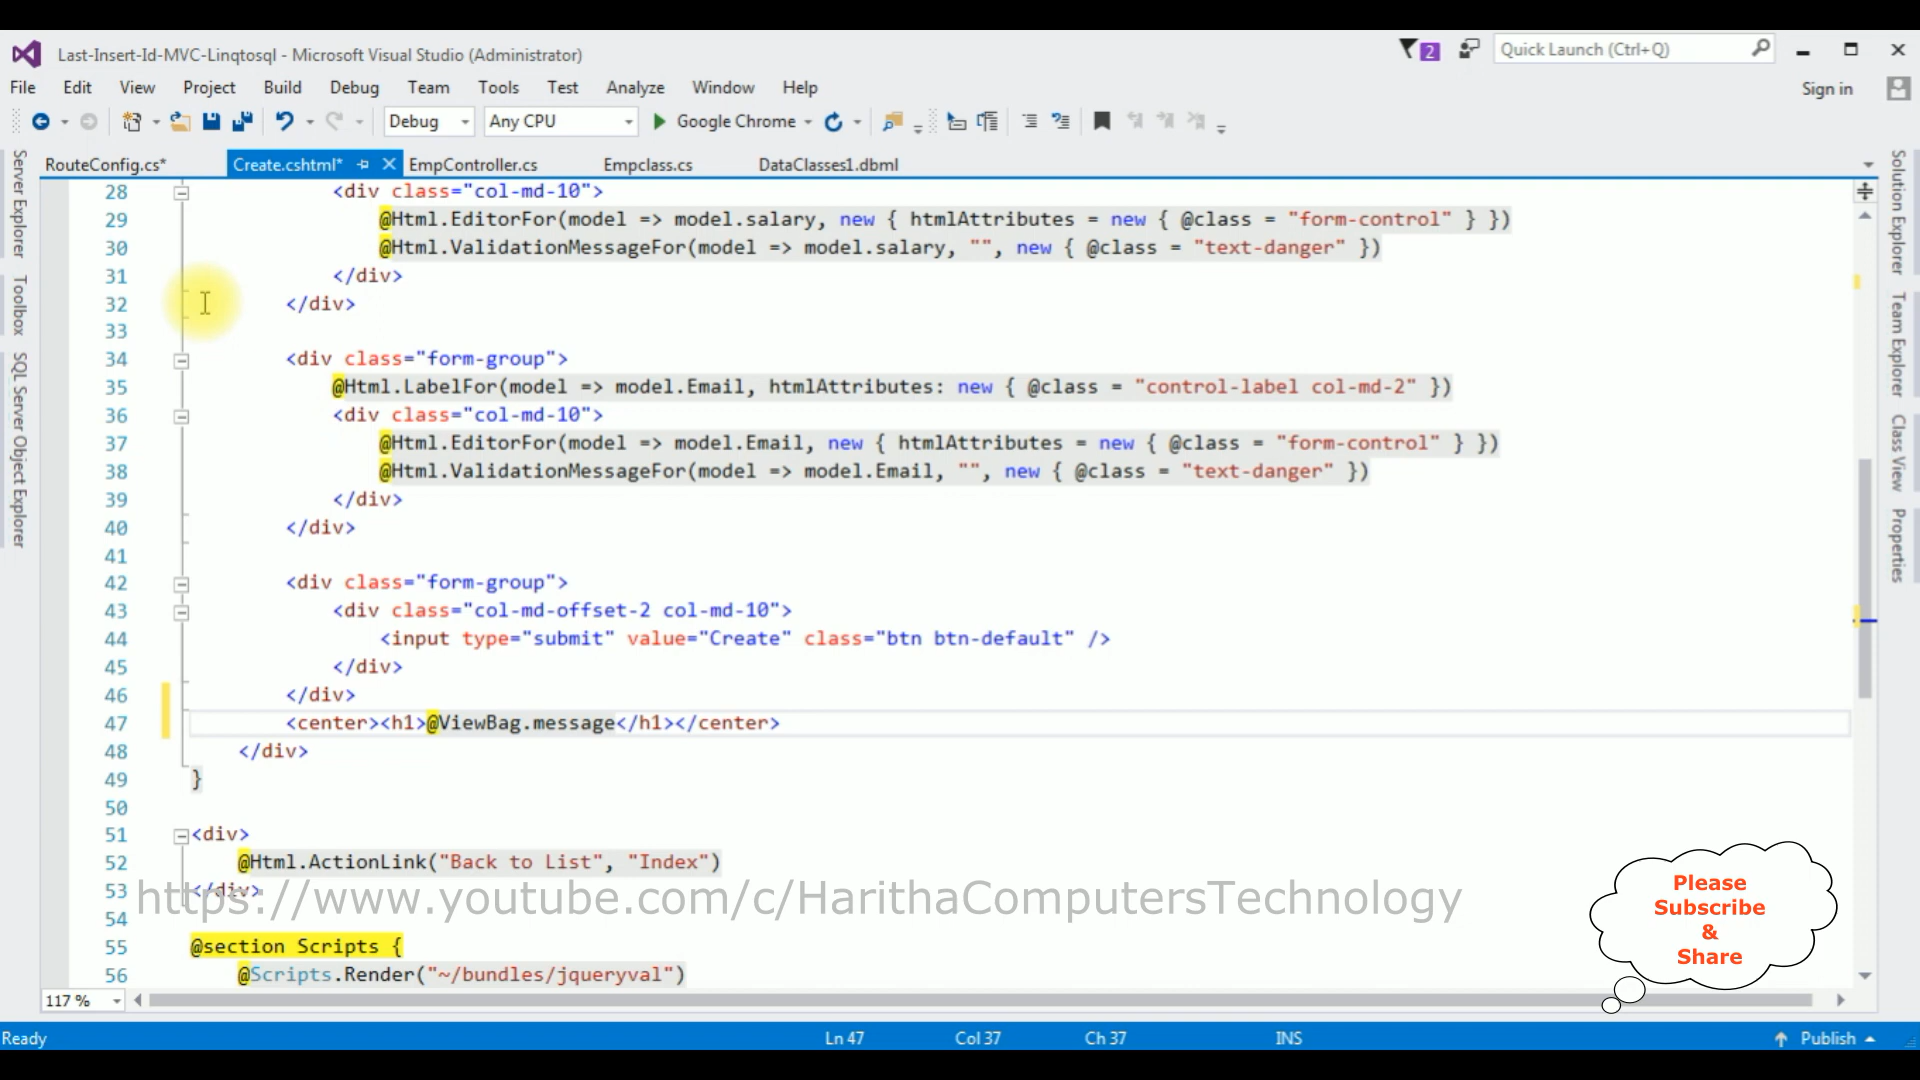 Last-Insert-Id-MVC-Linqtosql - Microsoft Visual Studio (Administrator)
2
Quick Launch (Ctrl+Q)
File Edit View Project Build Debug Team Tools Test Analyze Window Help
Sign in
Debug Any CPU Google Chrome
RouteConfig.cs* Create.cshtml* EmpController.cs Empclass.cs DataClasses1.dbml
Server Explorer
Toolbox
SQL Server Object Explorer
28 <div class="col-md-10">
29 @Html.EditorFor(model => model.salary, new { htmlAttributes = new { @class = "form-control" } })
30 @Html.ValidationMessageFor(model => model.salary, "", new { @class = "text-danger" })
31 </div>
32 </div>
33
34 <div class="form-group">
35 @Html.LabelFor(model => model.Email, htmlAttributes: new { @class = "control-label col-md-2" })
36 <div class="col-md-10">
37 @Html.EditorFor(model => model.Email, new { htmlAttributes = new { @class = "form-control" } })
38 @Html.ValidationMessageFor(model => model.Email, "", new { @class = "text-danger" })
39 </div>
40 </div>
41
42 <div class="form-group">
43 <div class="col-md-offset-2 col-md-10">
44 <input type="submit" value="Create" class="btn btn-default" />
45 </div>
46 </div>
47 <center><h1>@ViewBag.message</h1></center>
48 </div>
49 }
50
51 <div>
52 @Html.ActionLink("Back to List", "Index")
53 </div>
https://www.youtube.com/c/HarithaComputersTechnology
54
55 @section Scripts {
56 @Scripts.Render("~/bundles/jqueryval")
Solution Explorer
Team Explorer
Class View
Properties
Please
Subscribe
&
Share
117 %
Ready Ln 47 Col 37 Ch 37 INS Publish